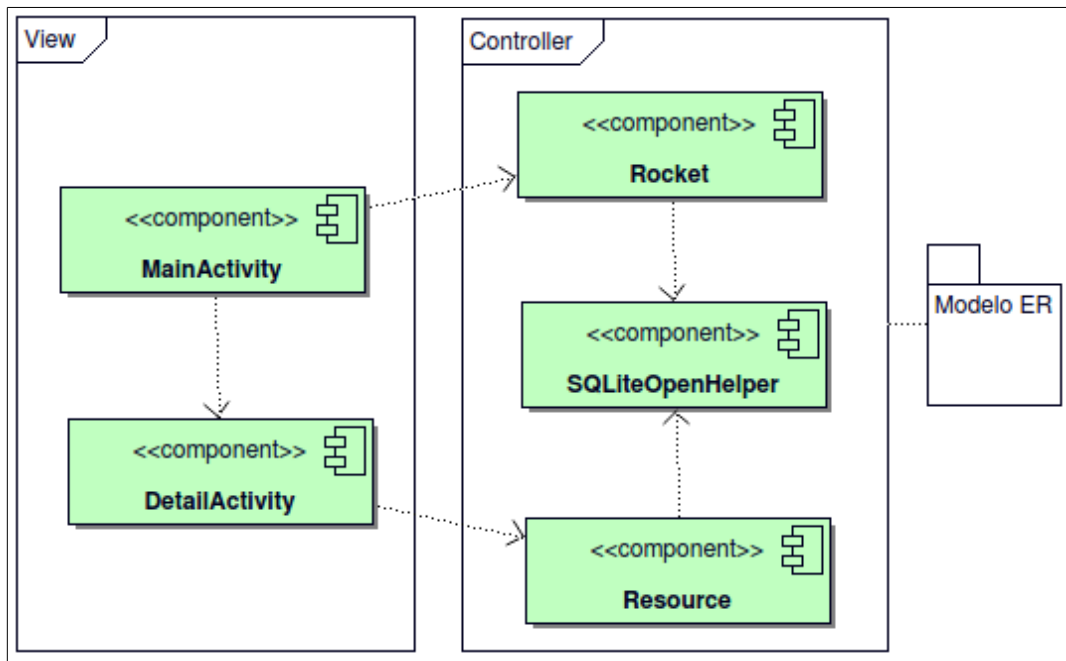 View
<<component>>
MainActivity
<<component>>
DetailActivity
Controller
<<component>>
Rocket
<<component>>
SQLiteOpenHelper
<<component>>
Resource
Modelo ER